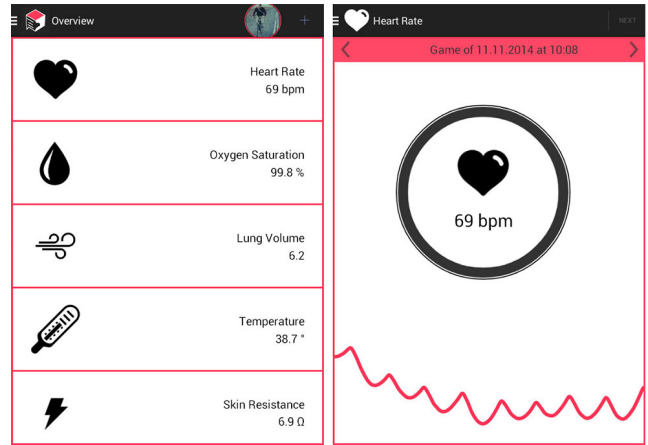 Overview
Heart Rate
69 bpm
Oxygen Saturation
99.8 %
Lung Volume
6.2
Temperature
38.7 °
Skin Resistance
6.9 Ω
Heart Rate
NEXT
Game of 11.11.2014 at 10:08
69 bpm